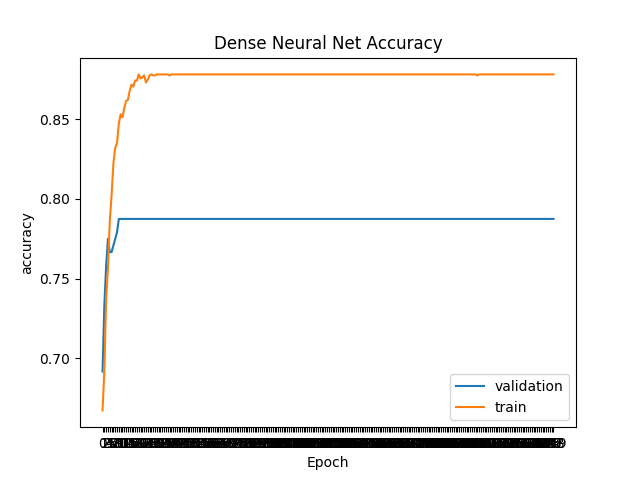 Dense Neural Net Accuracy
accuracy
0.85
0.80
0.75
0.70
validation
train
Epoch